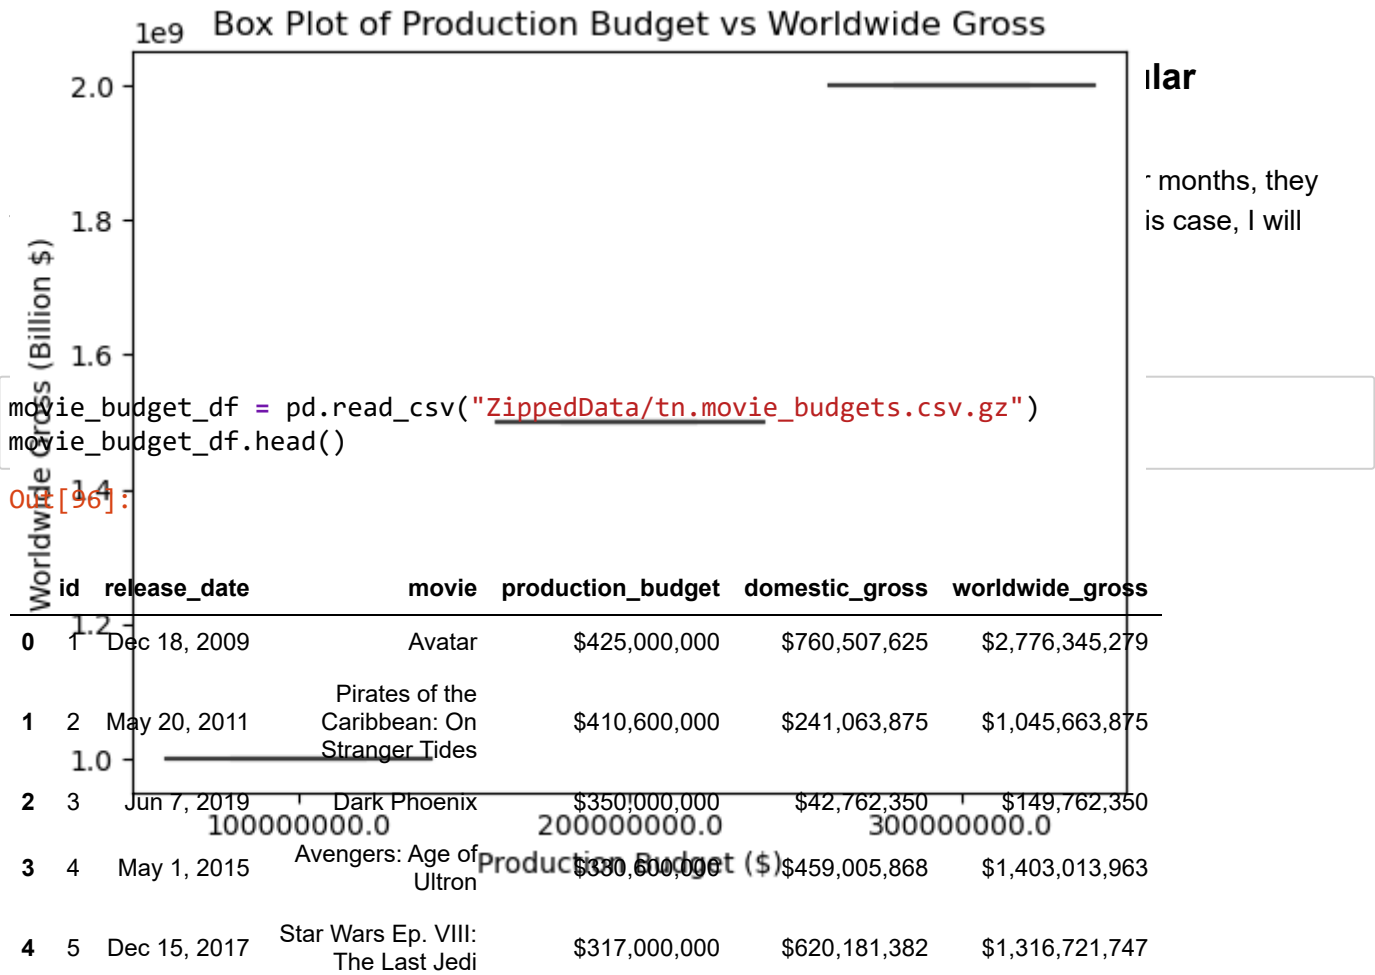 Box Plot of Production Budget vs Worldwide Gross
1e9
2.0
1.8
1.6
1.4
1.2
1.0
Worldwide Gross (Billion $)
100000000.0 200000000.0 300000000.0
Production Budget ($)
months, they
is case, I will
movie_budget_df = pd.read_csv("ZippedData/tn.movie_budgets.csv.gz")
movie_budget_df.head()
Out[96]:
id release_date movie production_budget domestic_gross worldwide_gross
0 1 Dec 18, 2009 Avatar $425,000,000 $760,507,625 $2,776,345,279
Pirates of the
1 2 May 20, 2011 Caribbean: On $410,600,000 $241,063,875 $1,045,663,875
Stranger Tides
2 3 Jun 7, 2019 Dark Phoenix $350,000,000 $42,762,350 $149,762,350
Avengers: Age of
3 4 May 1, 2015 $330,600,000 $459,005,868 $1,403,013,963
Ultron
Star Wars Ep. VIII:
4 5 Dec 15, 2017 $317,000,000 $620,181,382 $1,316,721,747
The Last Jedi